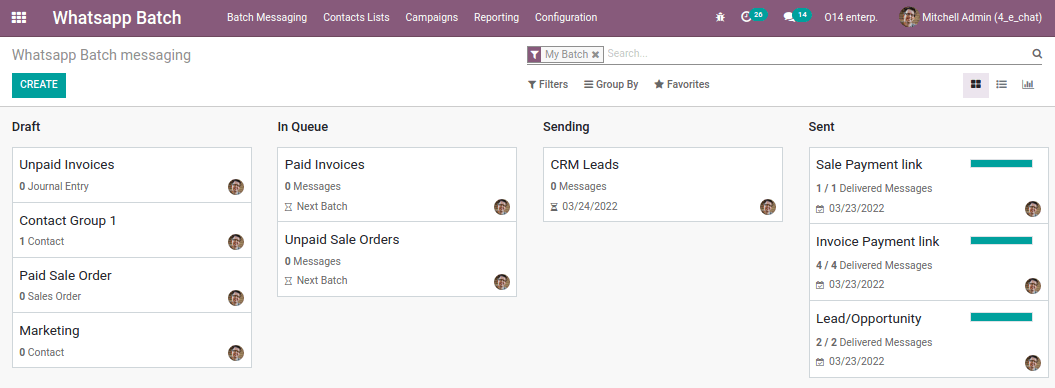 Whatsapp Batch Batch Messaging Contacts Lists Campaigns Reporting Configuration 26 14 O14 enterp. Mitchell Admin (4_e_chat)
Whatsapp Batch messaging
My Batch Search...
CREATE
Filters Group By Favorites
Draft
Unpaid Invoices
0 Journal Entry
Contact Group 1
1 Contact
Paid Sale Order
0 Sales Order
Marketing
0 Contact
In Queue
Paid Invoices
0 Messages
Next Batch
Unpaid Sale Orders
0 Messages
Next Batch
Sending
CRM Leads
0 Messages
03/24/2022
Sent
Sale Payment link
1 / 1 Delivered Messages
03/23/2022
Invoice Payment link
4 / 4 Delivered Messages
03/23/2022
Lead/Opportunity
2 / 2 Delivered Messages
03/23/2022